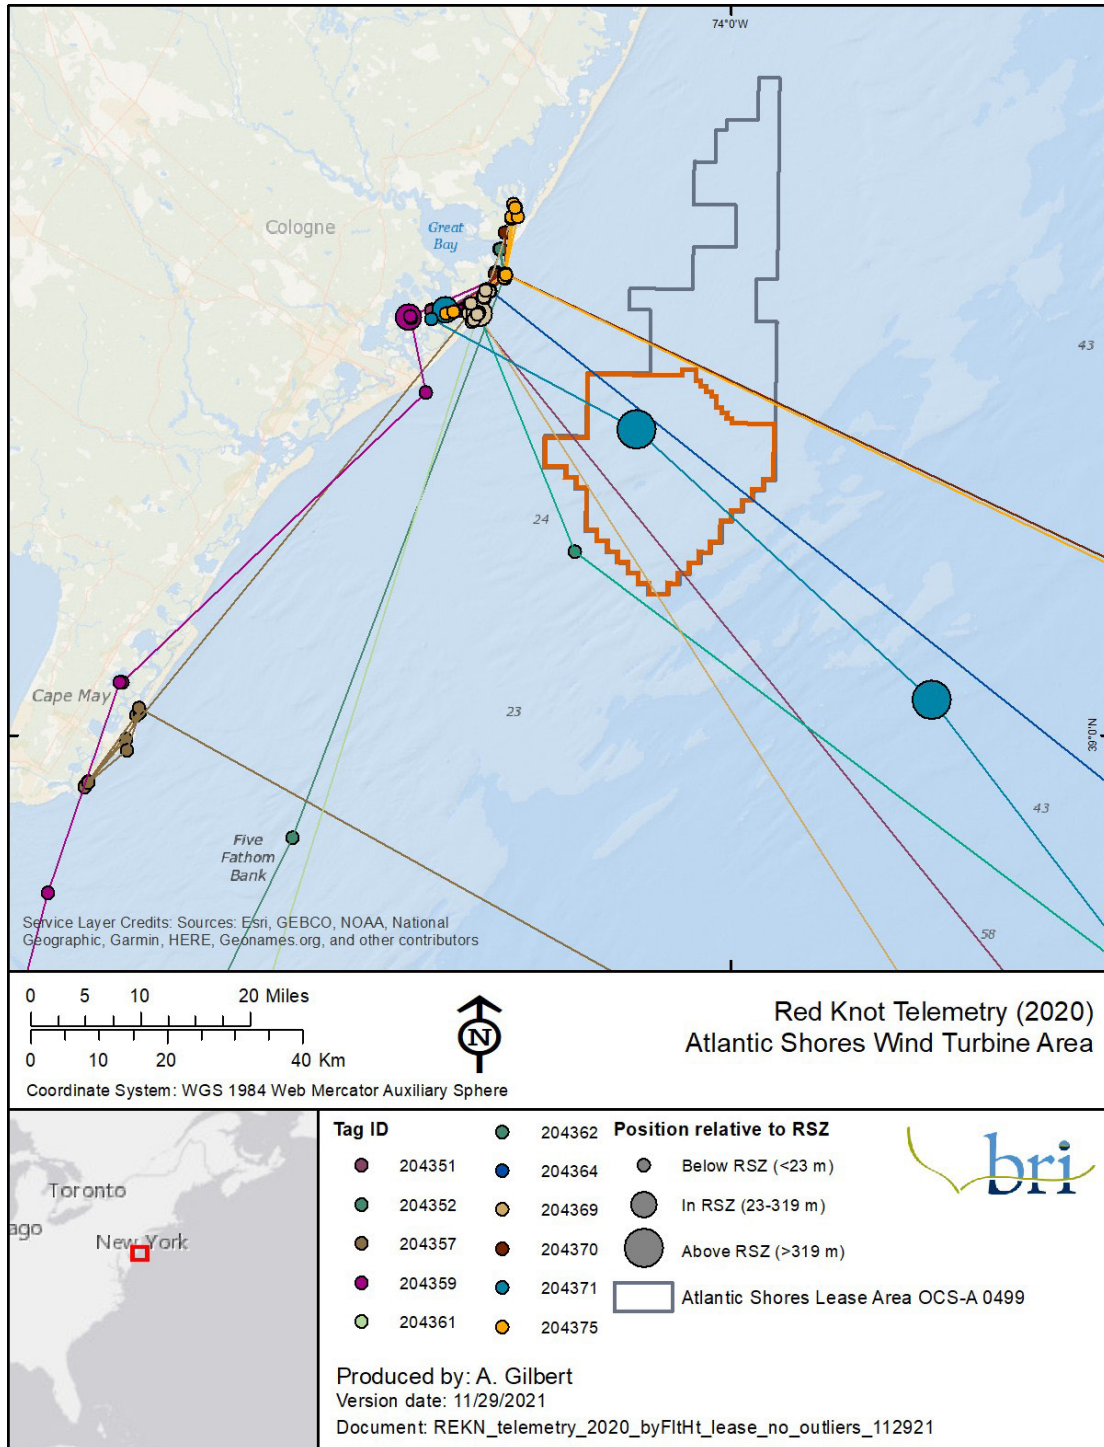 74°0'W
Cologne
Great
Bay
43
24
Cape May
23
39°0'N
43
Five
Fathom
Bank
58
Service Layer Credits: Sources: Esri, GEBCO, NOAA, National
Geographic, Garmin, HERE, Geonames.org, and other contributors
0 5 10 20 Miles
0 10 20 40 Km
N
Coordinate System: WGS 1984 Web Mercator Auxiliary Sphere
Red Knot Telemetry (2020)
Atlantic Shores Wind Turbine Area
Toronto
ago
New York
Tag ID
204351
204352
204357
204359
204361
204362
204364
204369
204370
204371
204375
Position relative to RSZ
Below RSZ (<23 m)
In RSZ (23-319 m)
Above RSZ (>319 m)
Atlantic Shores Lease Area OCS-A 0499
bri
Produced by: A. Gilbert
Version date: 11/29/2021
Document: REKN_telemetry_2020_byFltHt_lease_no_outliers_112921